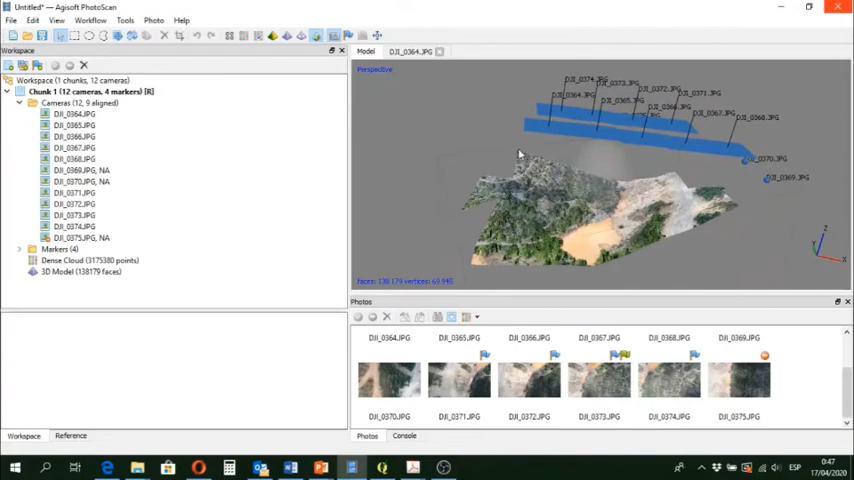 Untitled* — Agisoft PhotoScan
File Edit View Workflow Tools Photo Help
Workspace
Model DJI_0364.JPG
Perspective
Workspace (1 chunks, 12 cameras)
Chunk 1 (12 cameras, 4 markers) [R]
Cameras (12, 9 aligned)
DJI_0364.JPG
DJI_0365.JPG
DJI_0366.JPG
DJI_0367.JPG
DJI_0368.JPG
DJI_0369.JPG, NA
DJI_0370.JPG, NA
DJI_0371.JPG
DJI_0372.JPG
DJI_0373.JPG
DJI_0374.JPG
DJI_0375.JPG, NA
Markers (4)
Dense Cloud (3175380 points)
3D Model (138179 faces)
DJI_0374.JPG
DJI_0373.JPG
DJI_0372.JPG
DJI_0371.JPG
DJI_0364.JPG
DJI_0365.JPG
DJI_0366.JPG
DJI_0367.JPG
DJI_0368.JPG
DJI_0370.JPG
DJI_0369.JPG
Z
Y
X
faces: 138.179 vertices: 69.945
Photos
DJI_0364.JPG DJI_0365.JPG DJI_0366.JPG DJI_0367.JPG DJI_0368.JPG DJI_0369.JPG
DJI_0370.JPG DJI_0371.JPG DJI_0372.JPG DJI_0373.JPG DJI_0374.JPG DJI_0375.JPG
Workspace Reference
Photos Console
ESP
0:47
17/04/2020